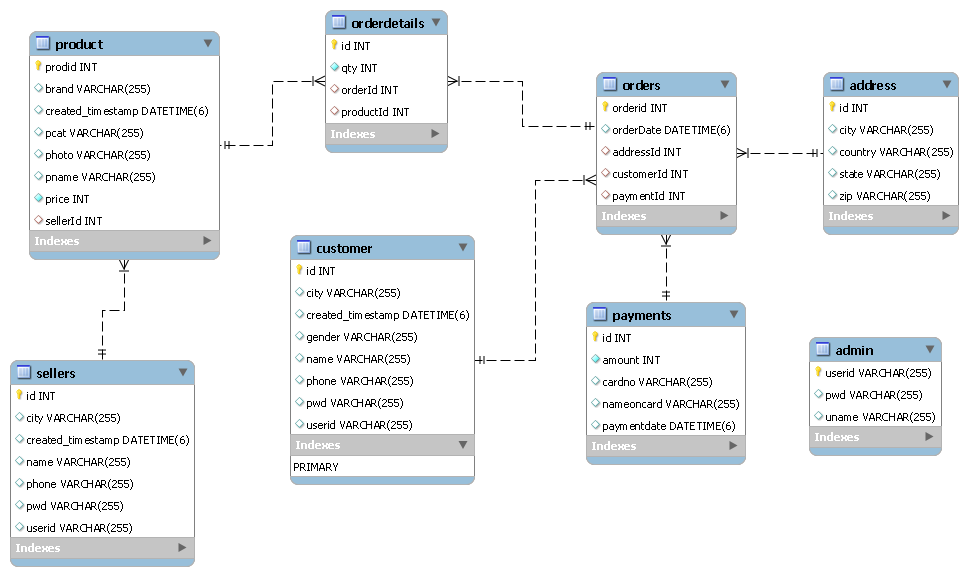 product
prodid INT
brand VARCHAR(255)
created_timestamp DATETIME(6)
pcat VARCHAR(255)
photo VARCHAR(255)
pname VARCHAR(255)
price INT
sellerId INT
Indexes
orderdetails
id INT
qty INT
orderId INT
productId INT
Indexes
orders
orderid INT
orderDate DATETIME(6)
addressId INT
customerId INT
paymentId INT
Indexes
address
id INT
city VARCHAR(255)
country VARCHAR(255)
state VARCHAR(255)
zip VARCHAR(255)
Indexes
customer
id INT
city VARCHAR(255)
created_timestamp DATETIME(6)
gender VARCHAR(255)
name VARCHAR(255)
phone VARCHAR(255)
pwd VARCHAR(255)
userid VARCHAR(255)
Indexes
PRIMARY
payments
id INT
amount INT
cardno VARCHAR(255)
nameoncard VARCHAR(255)
paymentdate DATETIME(6)
Indexes
admin
userid VARCHAR(255)
pwd VARCHAR(255)
uname VARCHAR(255)
Indexes
sellers
id INT
city VARCHAR(255)
created_timestamp DATETIME(6)
name VARCHAR(255)
phone VARCHAR(255)
pwd VARCHAR(255)
userid VARCHAR(255)
Indexes